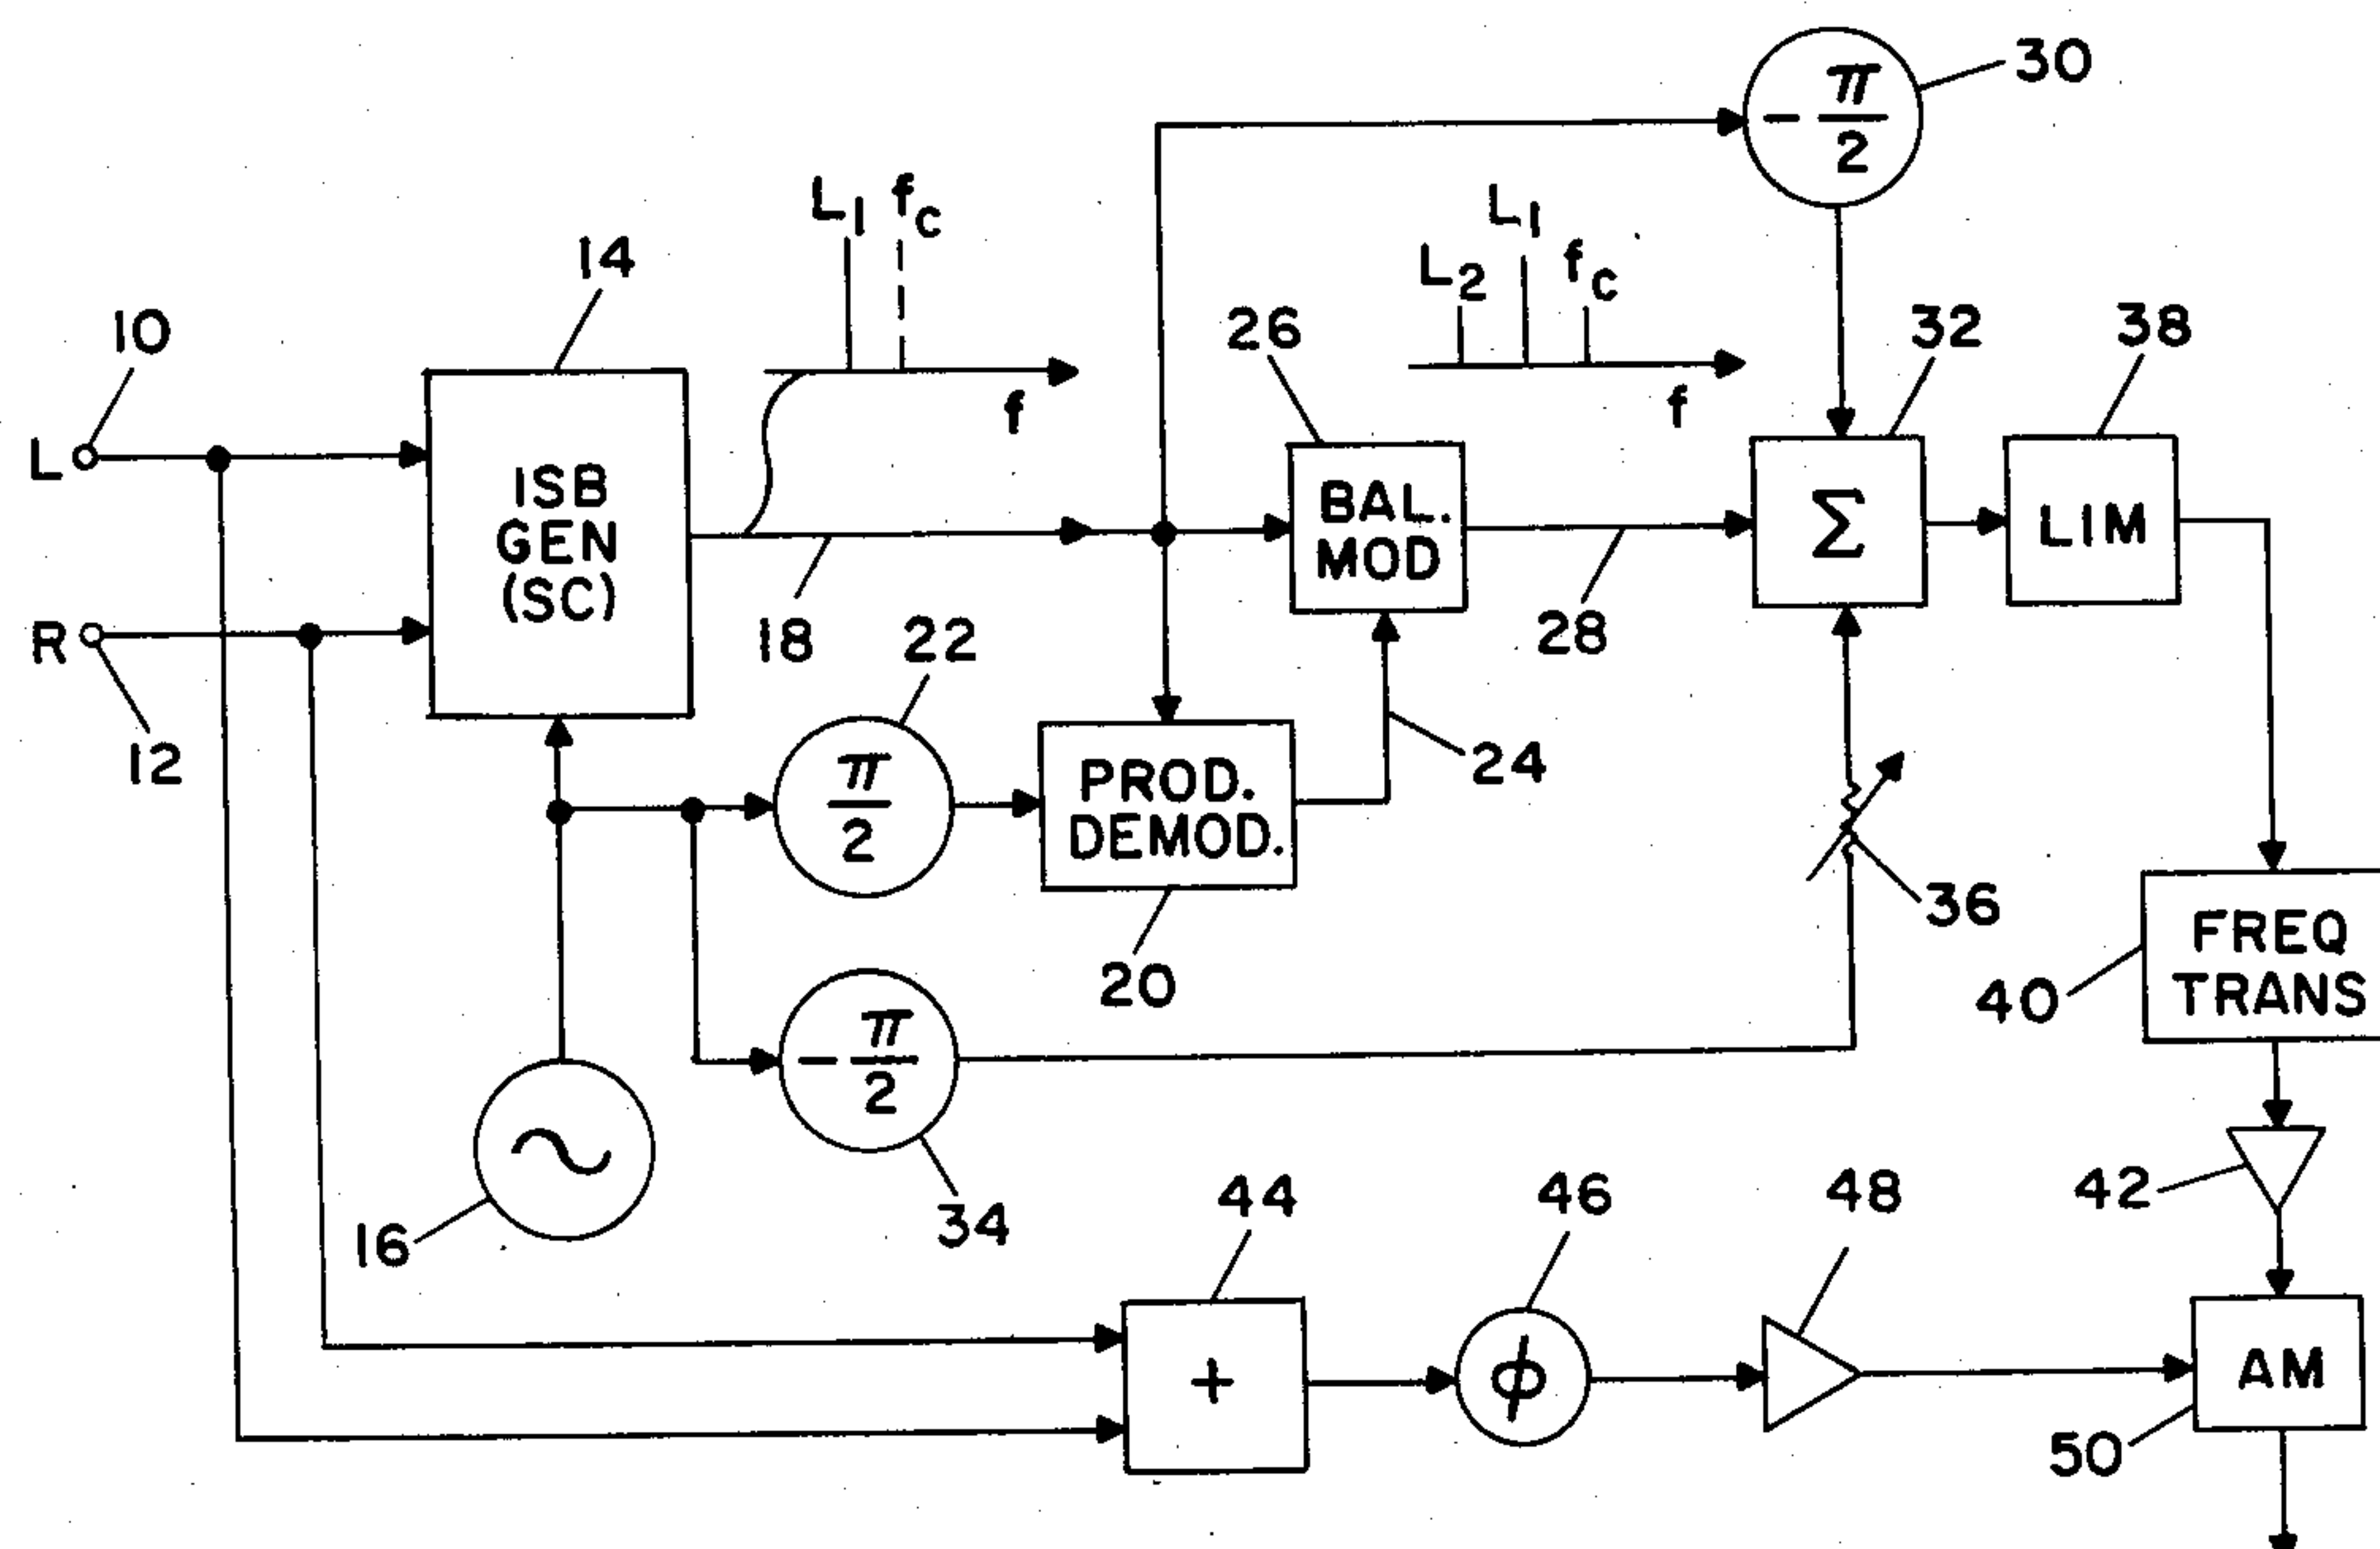 30
- π/2
L1 fc
L1
L2 fc
14
10
26
32
38
L
ISB
GEN
(SC)
f
f
BAL.
MOD
Σ
LIM
R
18
22
28
12
π/2
PROD.
DEMOD.
24
36
20
FREQ
TRANS
40
- π/2
34
16
44
46
48
42
+
ϕ
AM
50